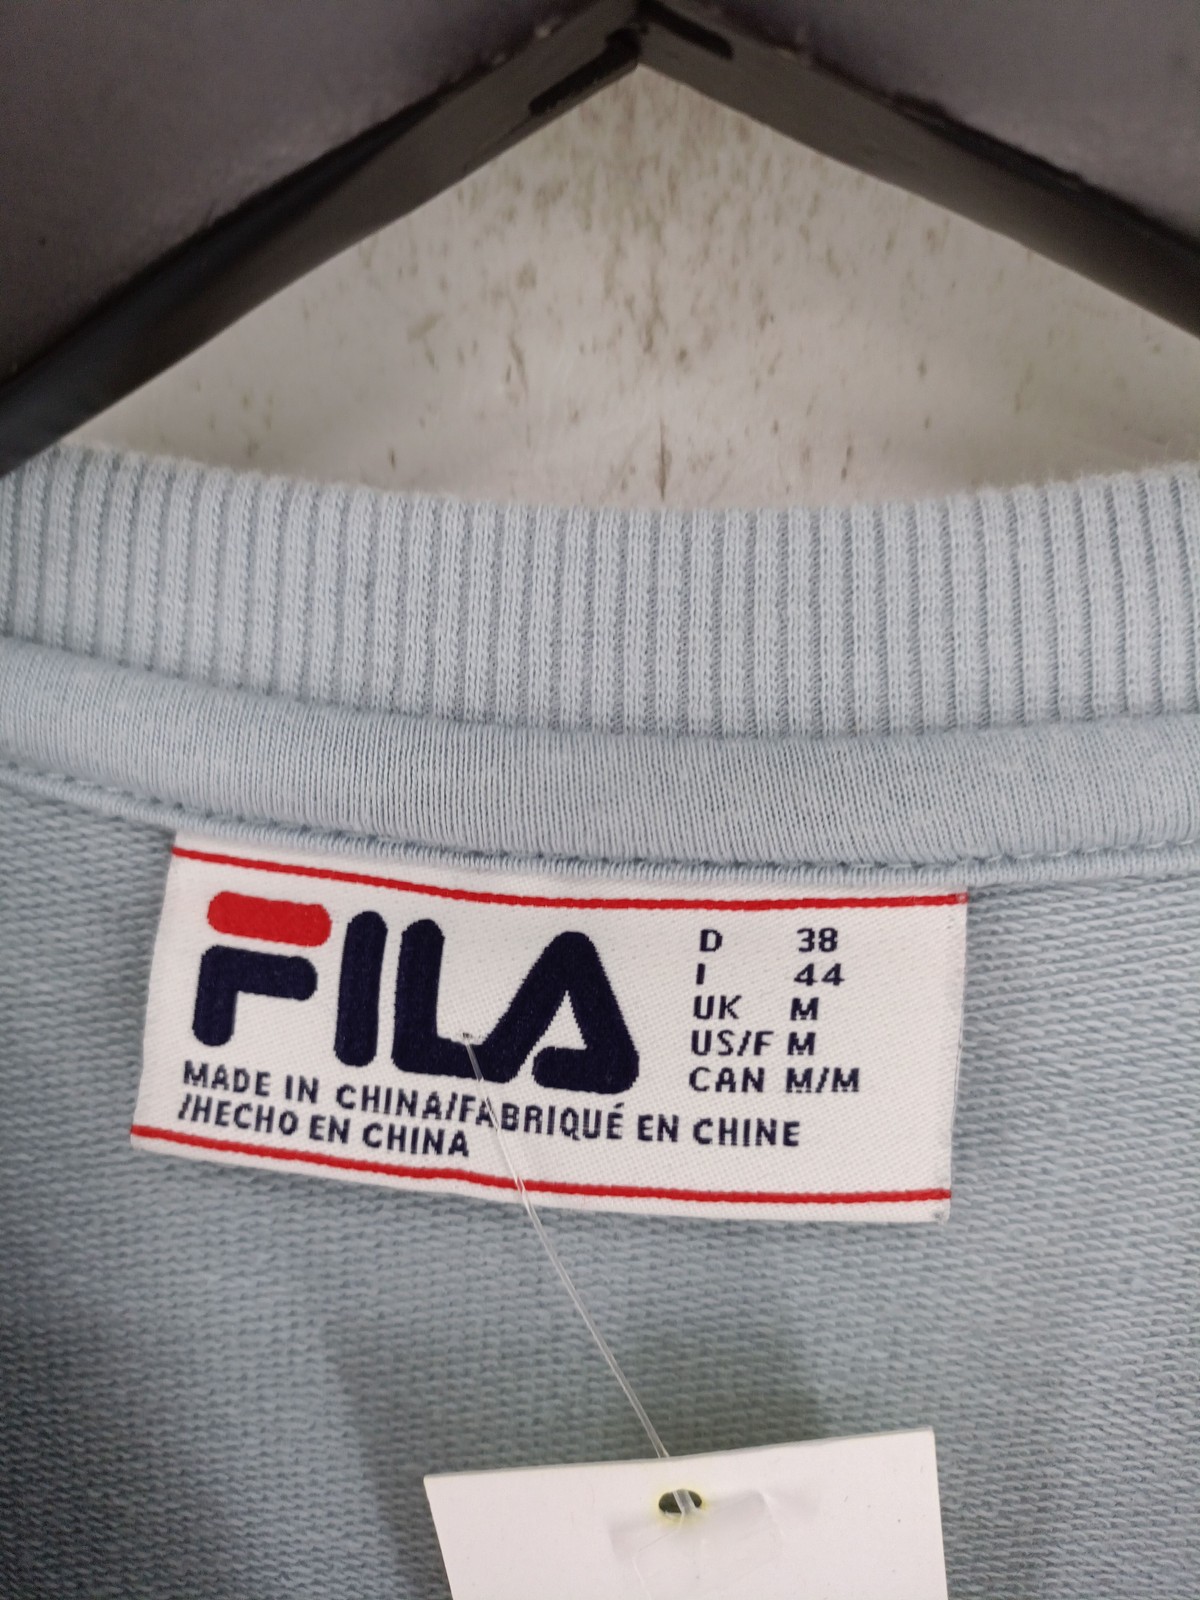 FILA
D 38
I 44
UK M
US/F M
CAN M/M
MADE IN CHINA/FABRIQUÉ EN CHINE
/HECHO EN CHINA